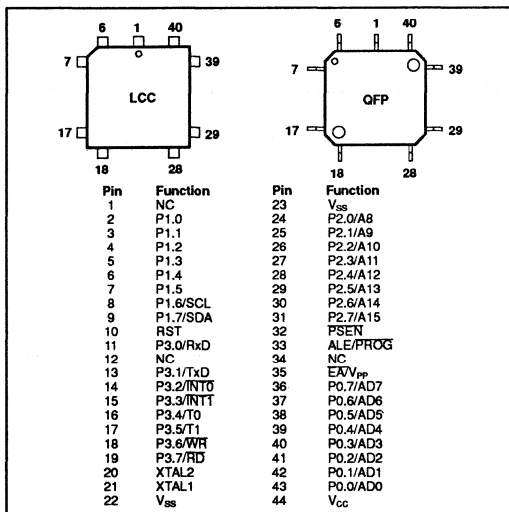 6 1 40
7 39
LCC
17 29
18 28
6 1 40
7 39
QFP
17 29
18 28
Pin Function
1 NC
2 P1.0
3 P1.1
4 P1.2
5 P1.3
6 P1.4
7 P1.5
8 P1.6/SCL
9 P1.7/SDA
10 RST
11 P3.0/RxD
12 NC
13 P3.1/TxD
14 P3.2/INT0
15 P3.3/INT1
16 P3.4/T0
17 P3.5/T1
18 P3.6/WR
19 P3.7/RD
20 XTAL2
21 XTAL1
22 VSS
Pin Function
23 VSS
24 P2.0/A8
25 P2.1/A9
26 P2.2/A10
27 P2.3/A11
28 P2.4/A12
29 P2.5/A13
30 P2.6/A14
31 P2.7/A15
32 PSEN
33 ALE/PROG
34 NC
35 EA/VPP
36 P0.7/AD7
37 P0.6/AD6
38 P0.5/AD5
39 P0.4/AD4
40 P0.3/AD3
41 P0.2/AD2
42 P0.1/AD1
43 P0.0/AD0
44 VCC